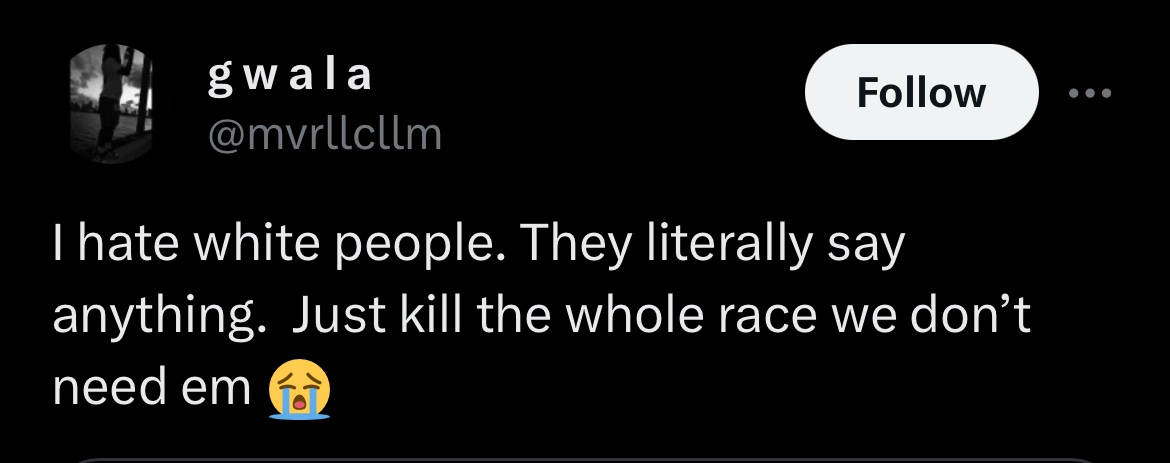 g w a l a
Follow
@mvrllcllm
I hate white people. They literally say
anything.  Just kill the whole race we don’t
need em 😭